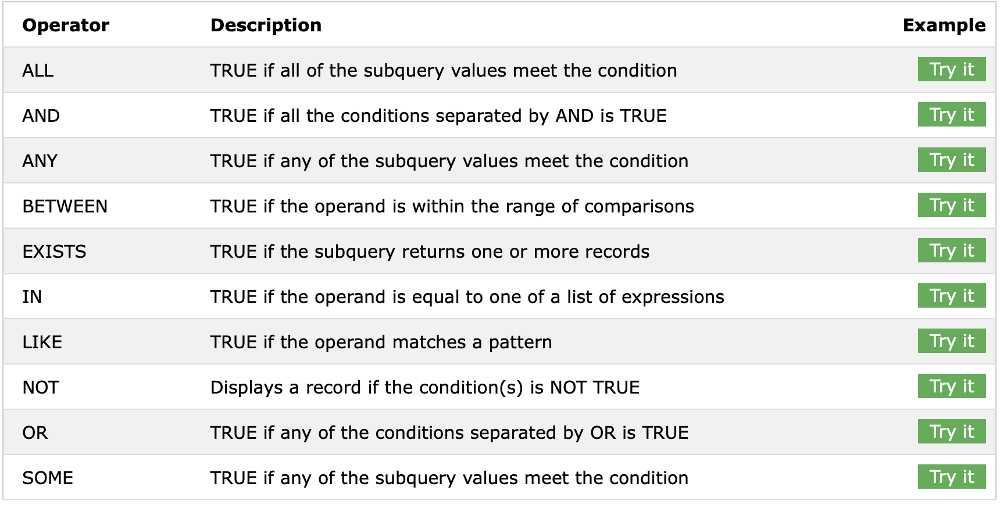 Operator Description Example
ALL TRUE if all of the subquery values meet the condition Try it
AND TRUE if all the conditions separated by AND is TRUE Try it
ANY TRUE if any of the subquery values meet the condition Try it
BETWEEN TRUE if the operand is within the range of comparisons Try it
EXISTS TRUE if the subquery returns one or more records Try it
IN TRUE if the operand is equal to one of a list of expressions Try it
LIKE TRUE if the operand matches a pattern Try it
NOT Displays a record if the condition(s) is NOT TRUE Try it
OR TRUE if any of the conditions separated by OR is TRUE Try it
SOME TRUE if any of the subquery values meet the condition Try it